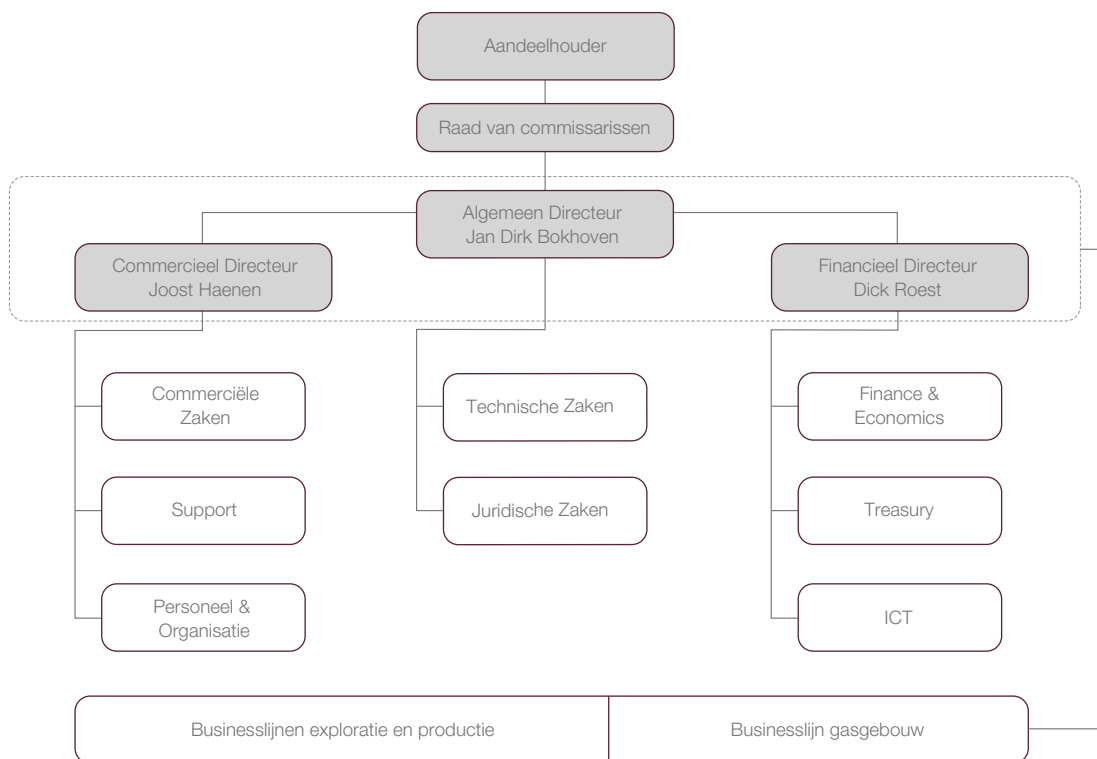 Aandeelhouder
Raad van commissarissen
Algemeen Directeur
Jan Dirk Bokhoven
Commercieel Directeur
Joost Haenen
Financieel Directeur
Dick Roest
Commerciële
Zaken
Support
Personeel &
Organisatie
Technische Zaken
Juridische Zaken
Finance &
Economics
Treasury
ICT
Businesslijnen exploratie en productie
Businesslijn gasgebouw